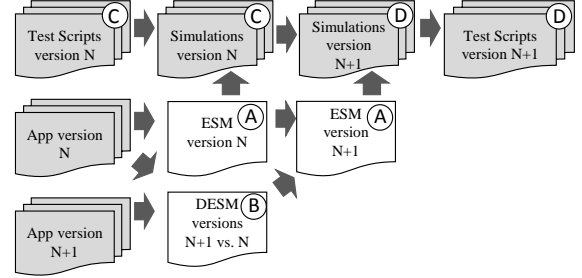 C
Test Scripts
version N
C
Simulations
version N
D
Simulations
version
N+1
D
Test Scripts
version N+1
App version
N
A
ESM
version N
A
ESM
version
N+1
App version
N+1
B
DESM
versions
N+1 vs. N